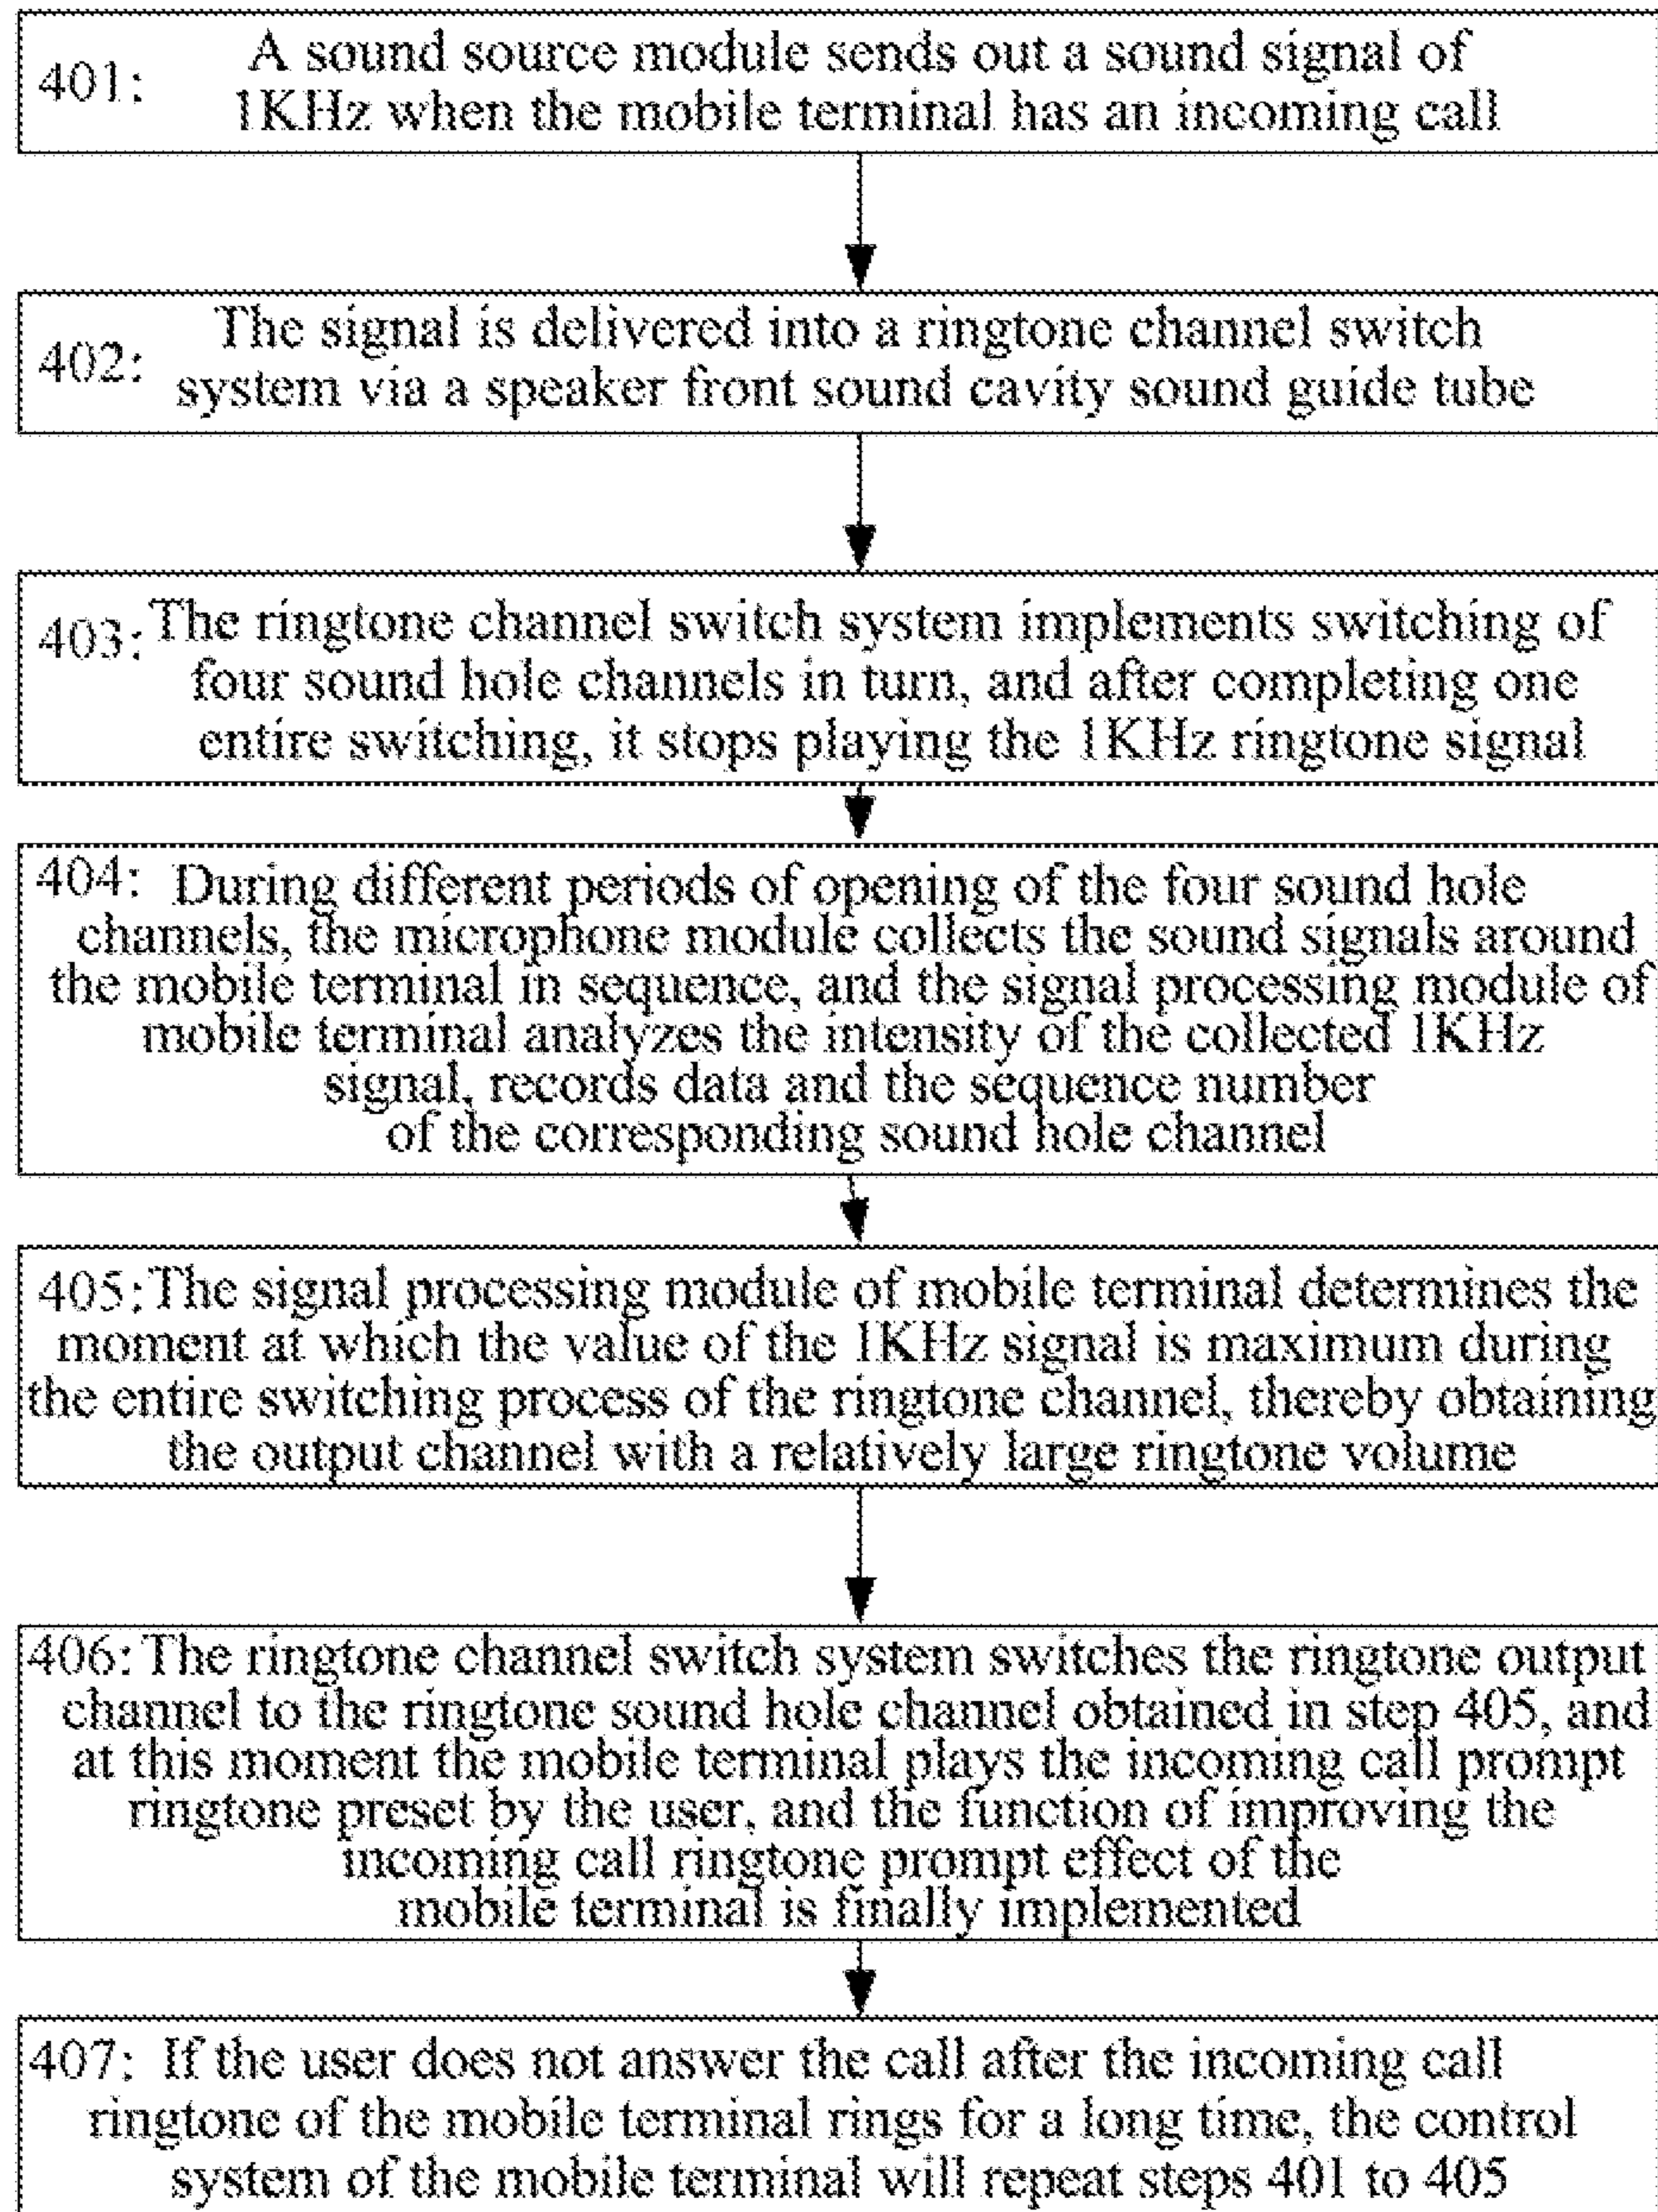 401: A sound source module sends out a sound signal of
1KHz when the mobile terminal has an incoming call
402: The signal is delivered into a ringtone channel switch
system via a speaker front sound cavity sound guide tube
403: The ringtone channel switch system implements switching of
four sound hole channels in turn, and after completing one
entire switching, it stops playing the 1KHz ringtone signal
404: During different periods of opening of the four sound hole
channels, the microphone module collects the sound signals around
the mobile terminal in sequence, and the signal processing module of
mobile terminal analyzes the intensity of the collected 1KHz
signal, records data and the sequence number
of the corresponding sound hole channel
405: The signal processing module of mobile terminal determines the
moment at which the value of the 1KHz signal is maximum during
the entire switching process of the ringtone channel, thereby obtaining
the output channel with a relatively large ringtone volume
406: The ringtone channel switch system switches the ringtone output
channel to the ringtone sound hole channel obtained in step 405, and
at this moment the mobile terminal plays the incoming call prompt
ringtone preset by the user, and the function of improving the
incoming call ringtone prompt effect of the
mobile terminal is finally implemented
407: If the user does not answer the call after the incoming call
ringtone of the mobile terminal rings for a long time, the control
system of the mobile terminal will repeat steps 401 to 405